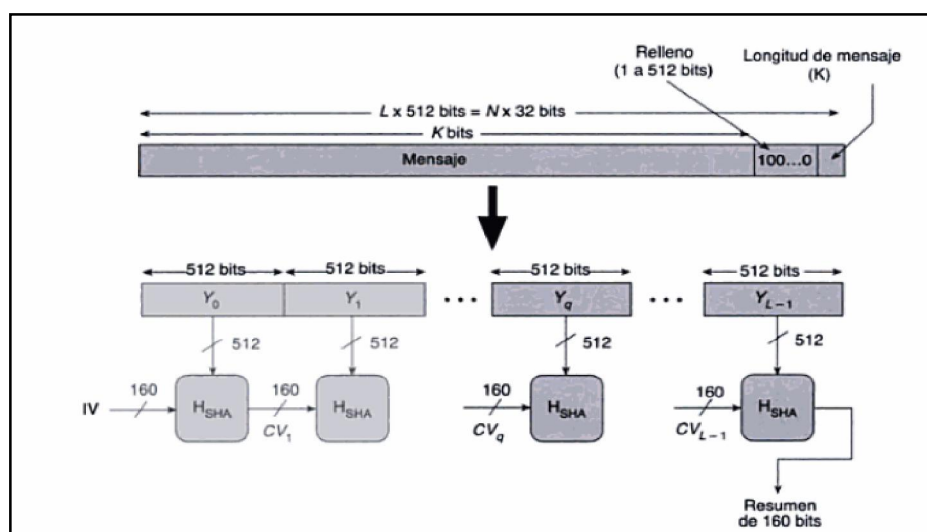 Relleno
(1 a 512 bits)
Longitud de mensaje
(K)
L x 512 bits = N x 32 bits
K bits
Mensaje
100...0
512 bits
512 bits
512 bits
512 bits
Y0
Y1
• • •
Yq
• • •
YL-1
512
512
512
512
IV
160
HSHA
160
CV1
HSHA
160
CVq
HSHA
160
CVL-1
HSHA
Resumen
de 160 bits